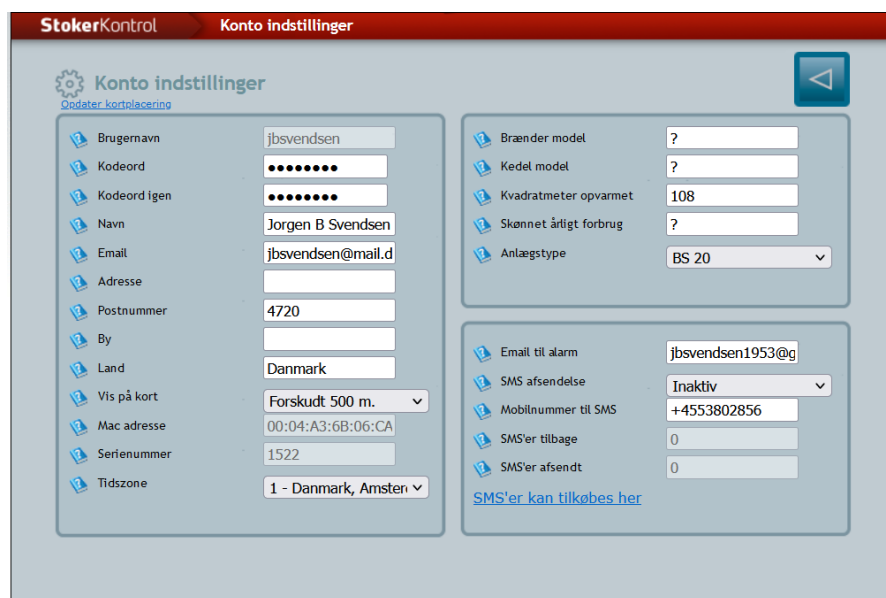 StokerKontrol
Konto indstillinger
Konto indstillinger
Opdater kortplacering
Brugernavn jbsvendsen
Kodeord ●●●●●●●●
Kodeord igen ●●●●●●●●
Navn Jorgen B Svendsen
Email jbsvendsen@mail.d
Adresse
Postnummer 4720
By
Land Danmark
Vis på kort Forskudt 500 m.
Mac adresse 00:04:A3:6B:06:CA
Serienummer 1522
Tidszone 1 - Danmark, Amster
Brænder model ?
Kedel model ?
Kvadratmeter opvarmet 108
Skønnet årligt forbrug ?
Anlægstype BS 20
Email til alarm jbsvendsen1953@g
SMS afsendelse Inaktiv
Mobilnummer til SMS +4553802856
SMS'er tilbage 0
SMS'er afsendt 0
SMS'er kan tilkøbes her